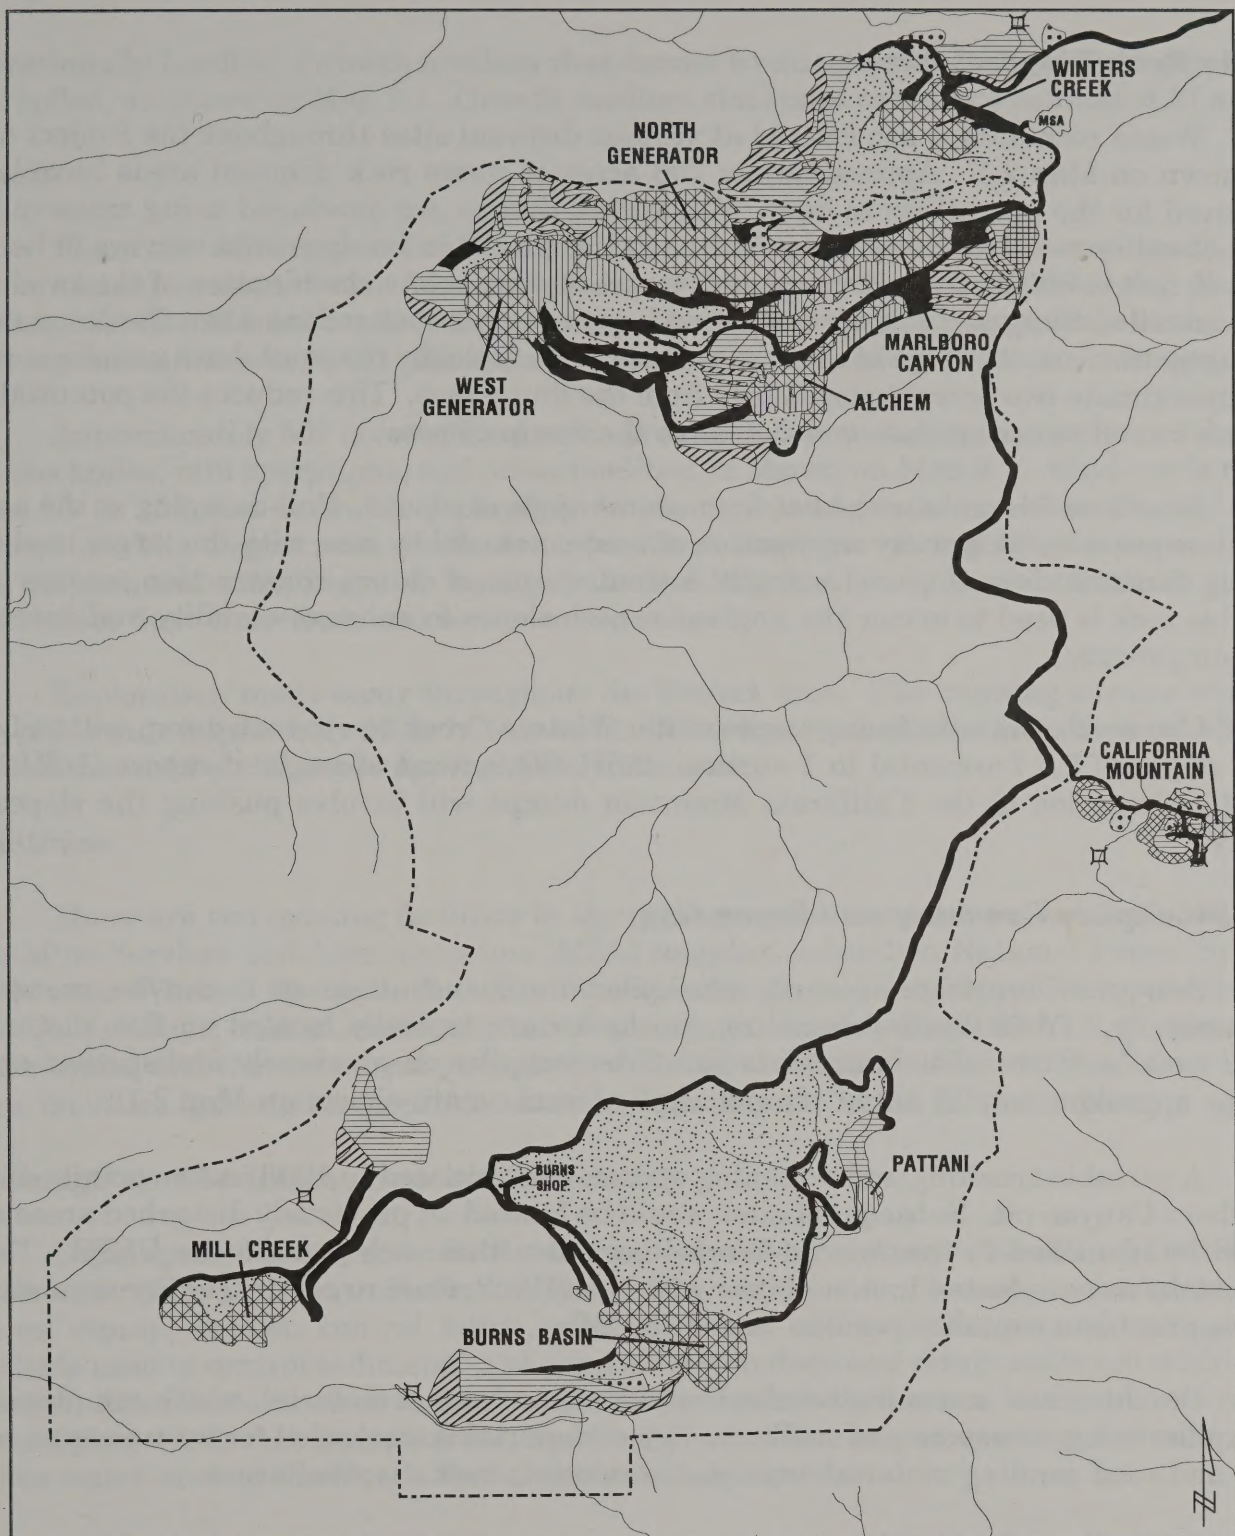 WINTERS
CREEK
MSA
NORTH
GENERATOR
MARLBORO
CANYON
WEST
GENERATOR
ALCHEM
CALIFORNIA
MOUNTAIN
BURNS
SHOP
PATTANI
MILL CREEK
BURNS BASIN
N